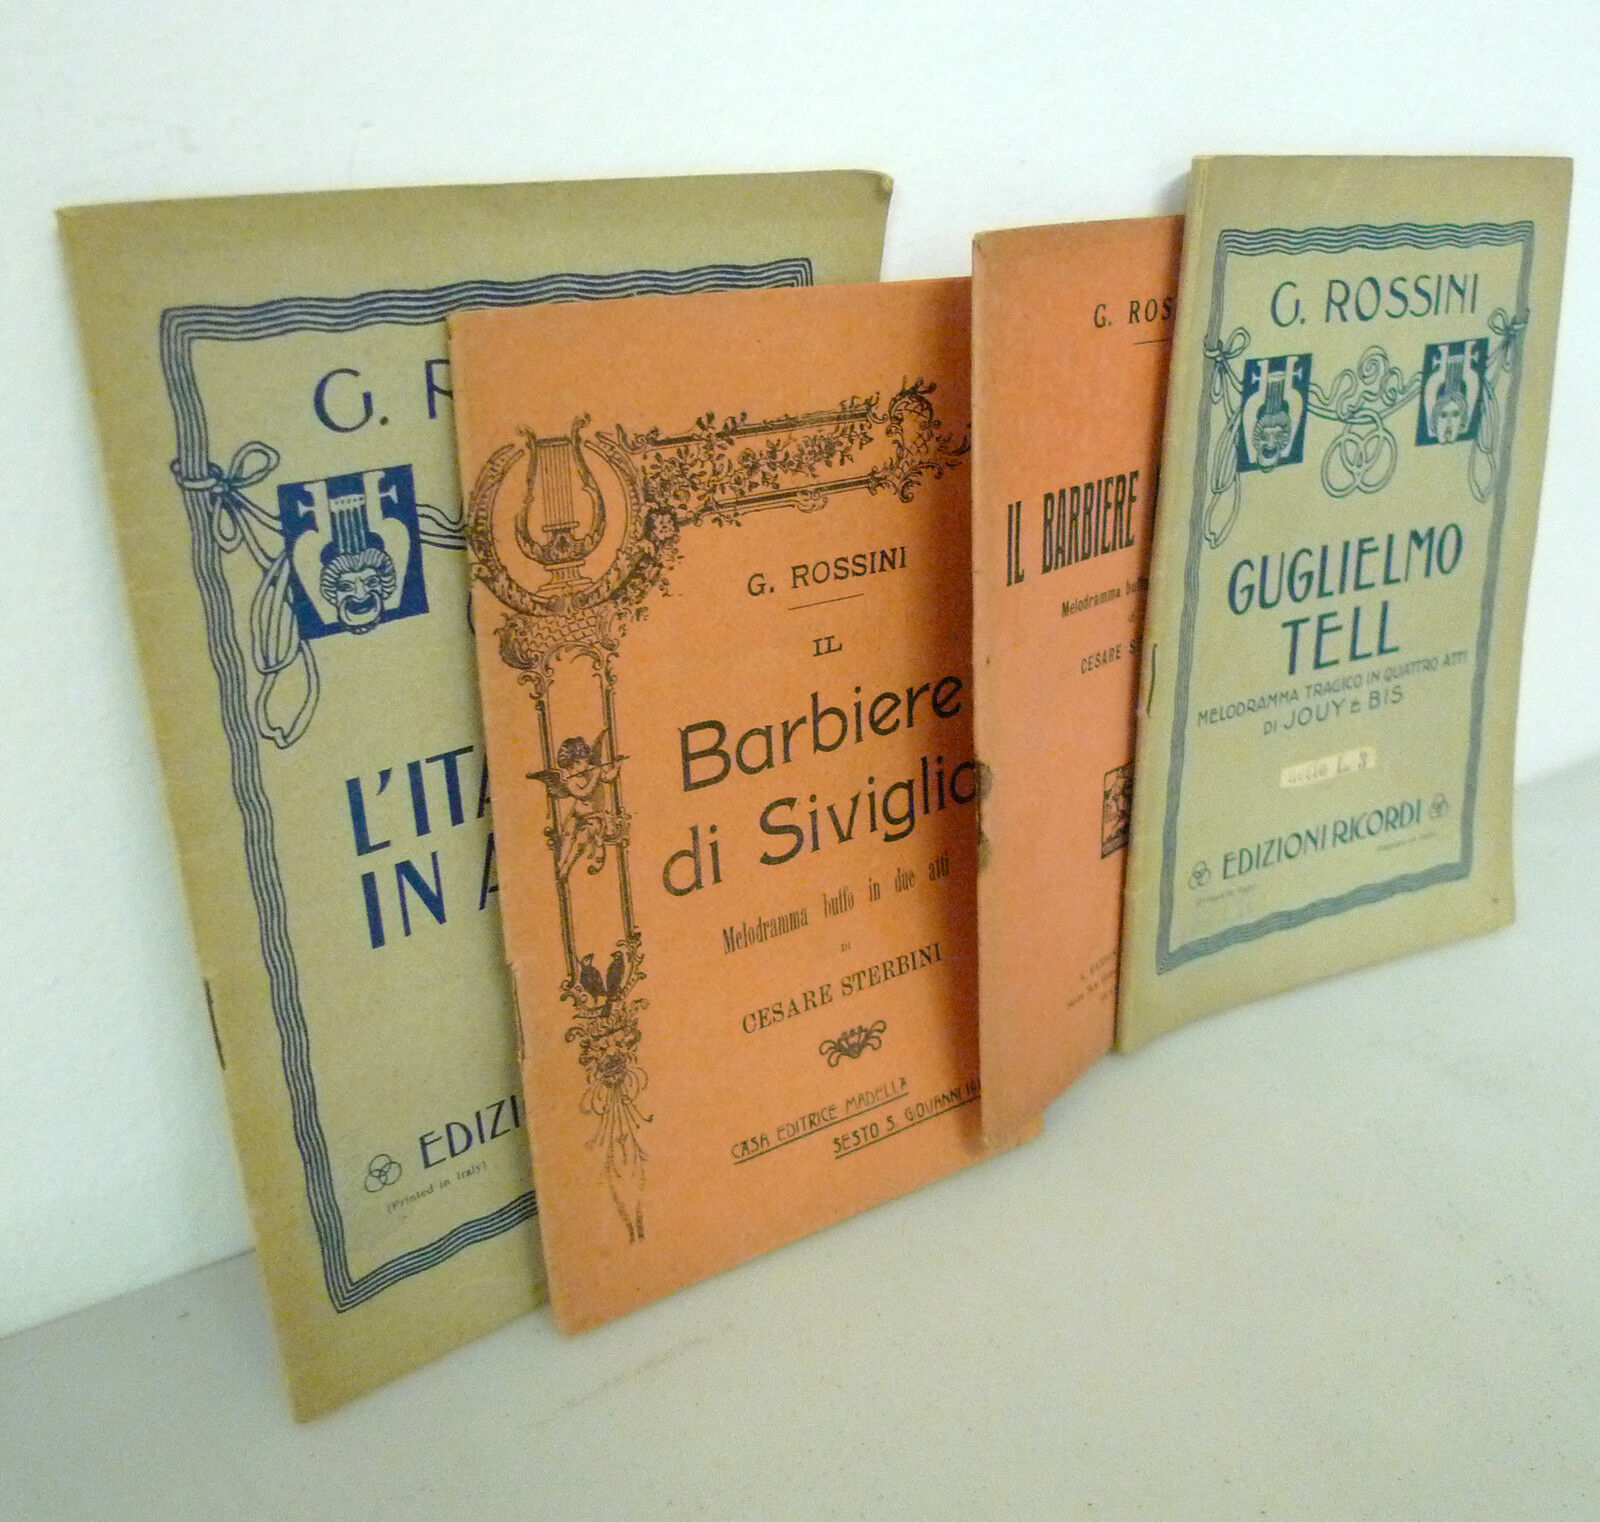 G. R
L'ITA
IN A
EDIZI
(Printed in Italy)
G. ROSSINI
IL
Barbiere
di Siviglia
Melodramma buffo in due atti
DI
CESARE STERBINI
CASA EDITRICE MADELLA
SESTO S. GIOVANNI
G. ROS
IL BARBIERE
Melodramma buf
CESARE S
G. ROSSINI
GUGLIELMO
TELL
MELODRAMMA TRAGICO IN QUATTRO ATTI
DI JOUY E BIS
L. 3
EDIZIONI RICORDI